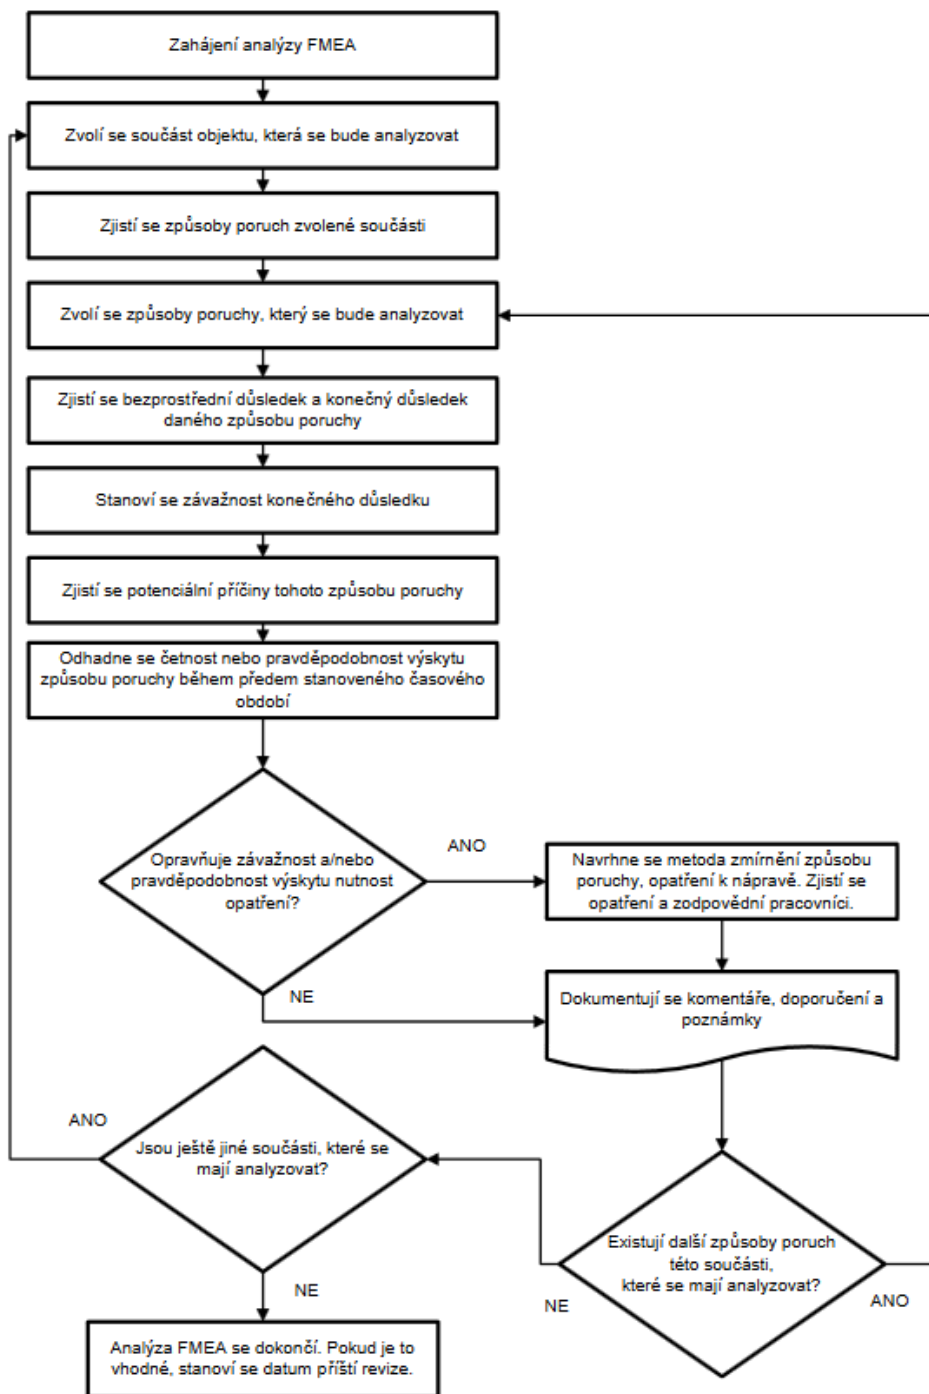 Zahájení analýzy FMEA
Zvolí se součást objektu, která se bude analyzovat
Zjistí se způsoby poruch zvolené součásti
Zvolí se způsoby poruchy, který se bude analyzovat
Zjistí se bezprostřední důsledek a konečný důsledek
daného způsobu poruchy
Stanoví se závažnost konečného důsledku
Zjistí se potenciální příčiny tohoto způsobu poruchy
Odhadne se četnost nebo pravděpodobnost výskytu
způsobu poruchy během předem stanoveného časového
období
Opravňuje závažnost a/nebo
pravděpodobnost výskytu nutnost
opatření?
ANO
Navrhne se metoda zmírnění způsobu
poruchy, opatření k nápravě. Zjistí se
opatření a zodpovědní pracovníci.
NE
Dokumentují se komentáře, doporučení a
poznámky
ANO
Jsou ještě jiné součásti, které se
mají analyzovat?
Existují další způsoby poruch
této součásti,
které se mají analyzovat?
NE
ANO
NE
Analýza FMEA se dokončí. Pokud je to
vhodné, stanoví se datum příští revize.